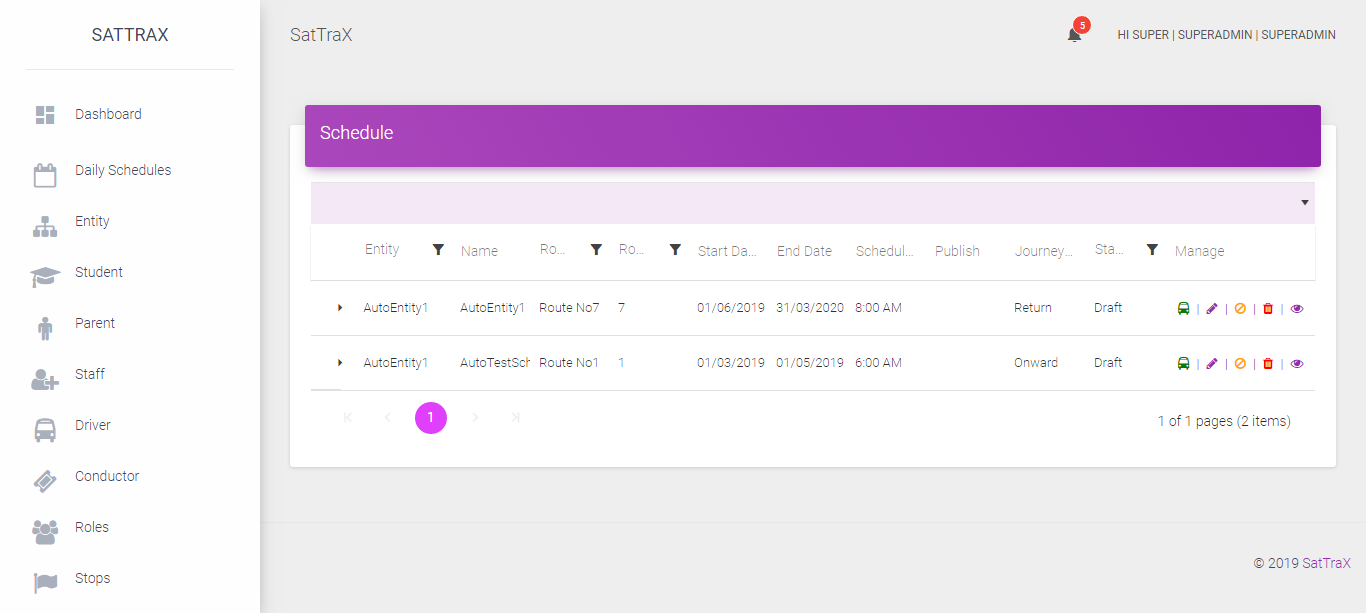 SATTRAX
Dashboard
Daily Schedules
Entity
Student
Parent
Staff
Driver
Conductor
Roles
Stops
SatTraX
5
HI SUPER | SUPERADMIN | SUPERADMIN
Schedule
Entity Name Ro... Ro... Start Da... End Date Schedul... Publish Journey... Sta... Manage
AutoEntity1 AutoEntity1 Route No7 7 01/06/2019 31/03/2020 8:00 AM Return Draft | | | |
AutoEntity1 AutoTestSch Route No1 1 01/03/2019 01/05/2019 6:00 AM Onward Draft | | | |
1
1 of 1 pages (2 items)
© 2019 SatTraX